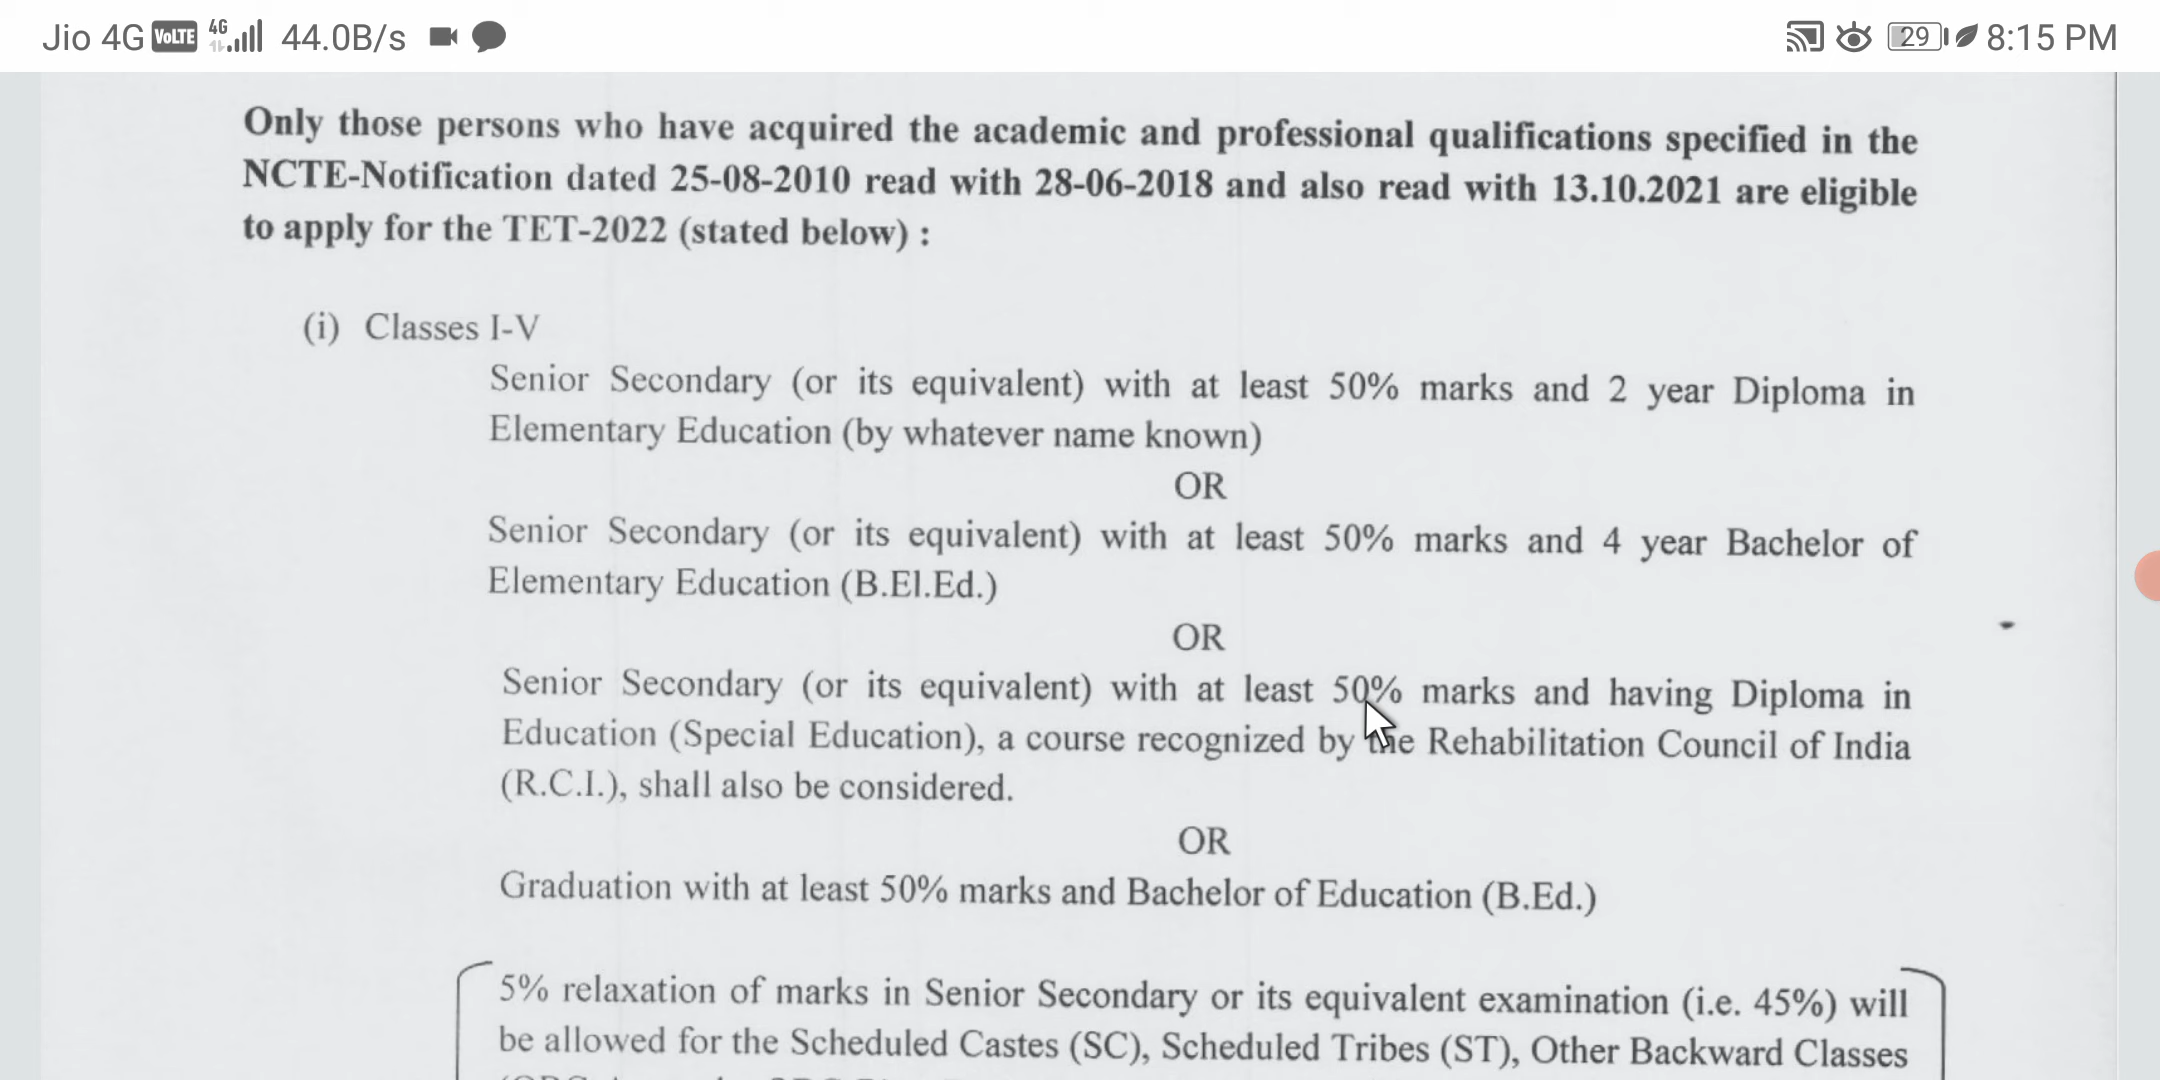 Jio 4G VoLTE 4G 44.0B/s 29 8:15 PM
Only those persons who have acquired the academic and professional qualifications specified in the
NCTE-Notification dated 25-08-2010 read with 28-06-2018 and also read with 13.10.2021 are eligible
to apply for the TET-2022 (stated below) :
(i) Classes I-V
Senior Secondary (or its equivalent) with at least 50% marks and 2 year Diploma in
Elementary Education (by whatever name known)
OR
Senior Secondary (or its equivalent) with at least 50% marks and 4 year Bachelor of
Elementary Education (B.El.Ed.)
OR
Senior Secondary (or its equivalent) with at least 50% marks and having Diploma in
Education (Special Education), a course recognized by the Rehabilitation Council of India
(R.C.I.), shall also be considered.
OR
Graduation with at least 50% marks and Bachelor of Education (B.Ed.)
5% relaxation of marks in Senior Secondary or its equivalent examination (i.e. 45%) will
be allowed for the Scheduled Castes (SC), Scheduled Tribes (ST), Other Backward Classes